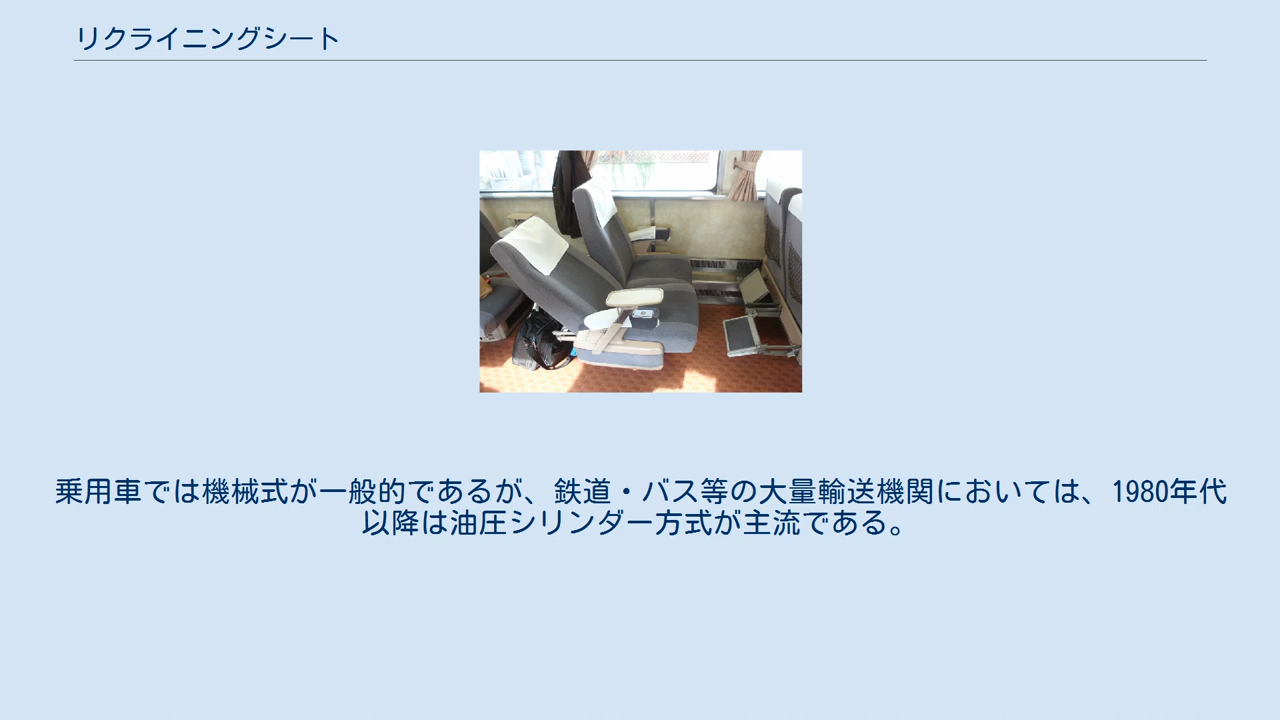 リクライニングシート
乗用車では機械式が一般的であるが、鉄道・バス等の大量輸送機関においては、1980年代
以降は油圧シリンダー方式が主流である。